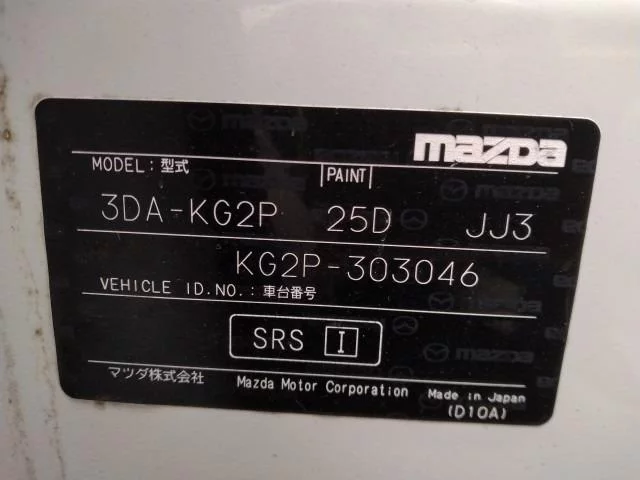 mazda
MODEL: 型式 PAINT
3DA-KG2P 25D JJ3
KG2P-303046
VEHICLE ID.NO.: 車台番号
SRS I
マツダ株式会社 Mazda Motor Corporation Made in Japan
(D10A)